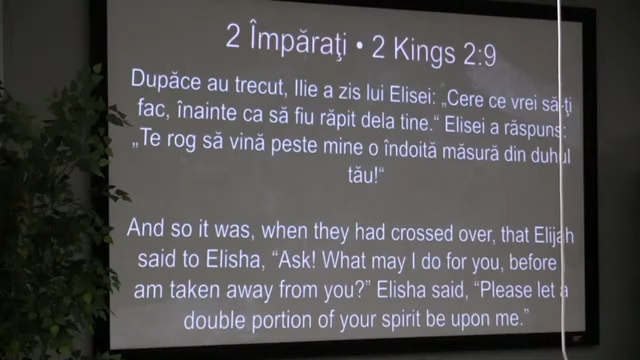 2 Împăraţi • 2 Kings 2:9
Dupăce au trecut, Ilie a zis lui Elisei: „Cere ce vrei să-ţi
fac, înainte ca să fiu răpit dela tine.“ Elisei a răspuns:
„Te rog să vină peste mine o îndoită măsură din duhul
tău!“
And so it was, when they had crossed over, that Elijah
said to Elisha, “Ask! What may I do for you, before
am taken away from you?” Elisha said, “Please let a
double portion of your spirit be upon me.”